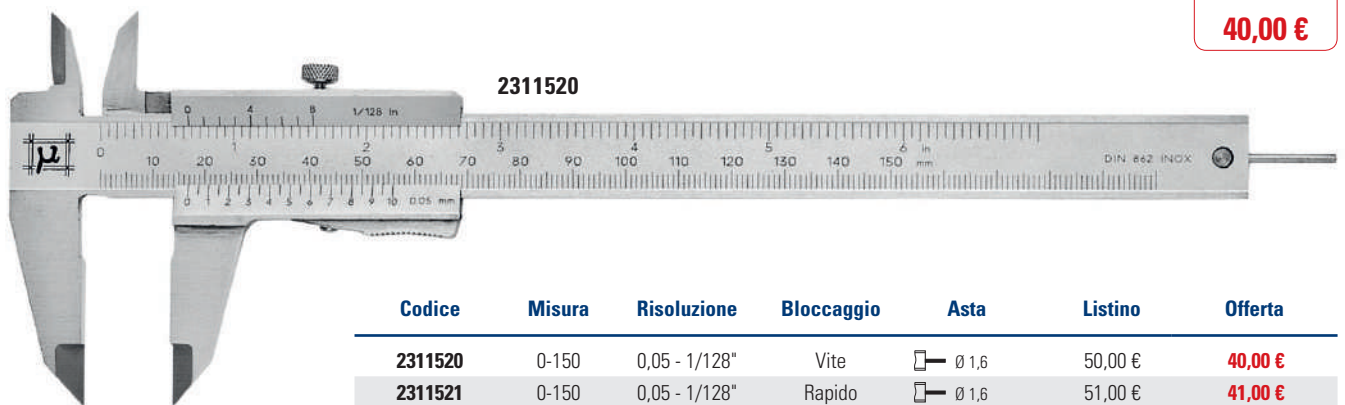 40,00 €
2311520
0 4 8 1/128 in
1 2 3 4 5 6 in
0 10 20 30 40 50 60 70 80 90 100 110 120 130 140 150 mm
DIN 862 INOX
µ
0 1 2 3 4 5 6 7 8 9 10 0.05 mm
Codice Misura Risoluzione Bloccaggio Asta Listino Offerta
2311520 0-150 0,05 - 1/128" Vite Ø 1,6 50,00 € 40,00 €
2311521 0-150 0,05 - 1/128" Rapido Ø 1,6 51,00 € 41,00 €